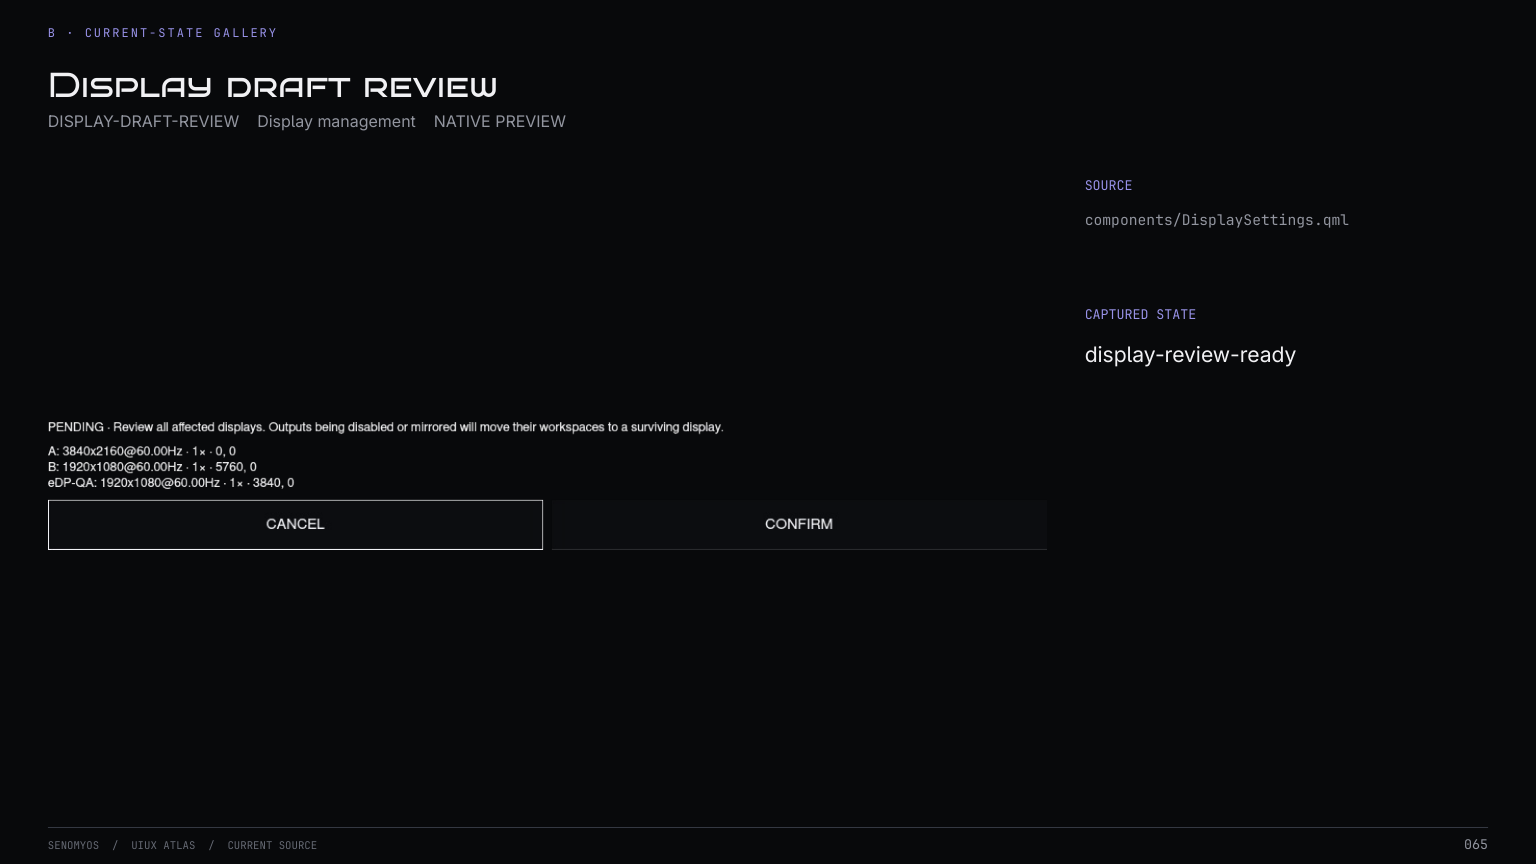 B · CURRENT-STATE GALLERY
Display draft review
DISPLAY-DRAFT-REVIEW Display management NATIVE PREVIEW
SOURCE
components/DisplaySettings.qml
CAPTURED STATE
display-review-ready
PENDING · Review all affected displays. Outputs being disabled or mirrored will move their workspaces to a surviving display.
A: 3840x2160@60.00Hz · 1× · 0, 0
B: 1920x1080@60.00Hz · 1× · 5760, 0
eDP-QA: 1920x1080@60.00Hz · 1× · 3840, 0
CANCEL
CONFIRM
SENOMYOS / UIUX ATLAS / CURRENT SOURCE
065